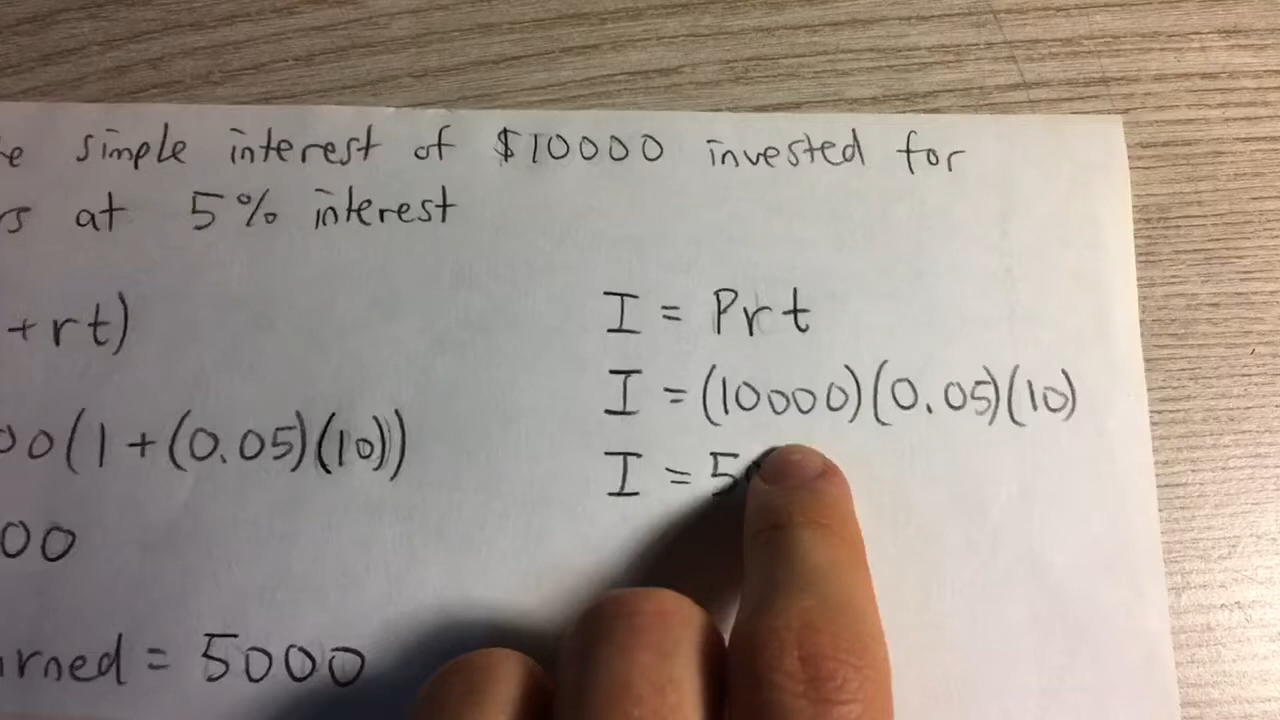 simple interest of $10000 invested for
at 5% interest
+rt)
I = Prt
00(1+(0.05)(10))
I = (10000)(0.05)(10)
I = 5
00
= 5000